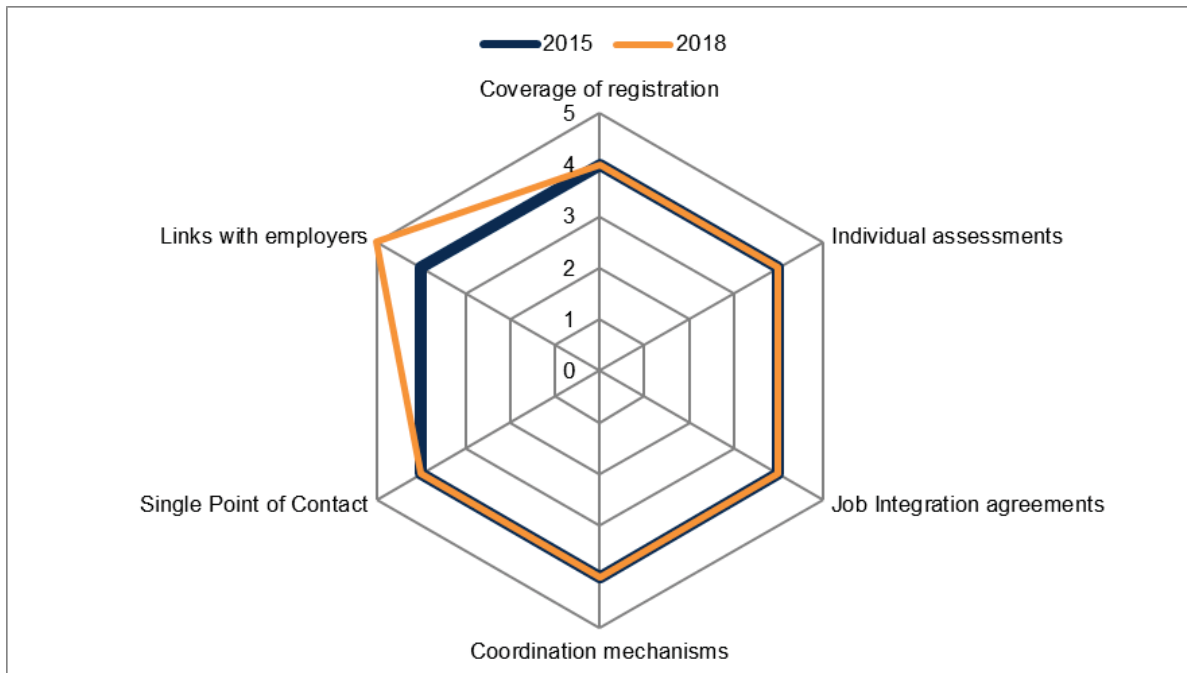 2015 2018
Coverage of registration
5
4
3
2
1
0
Links with employers
Individual assessments
Single Point of Contact
Job Integration agreements
Coordination mechanisms